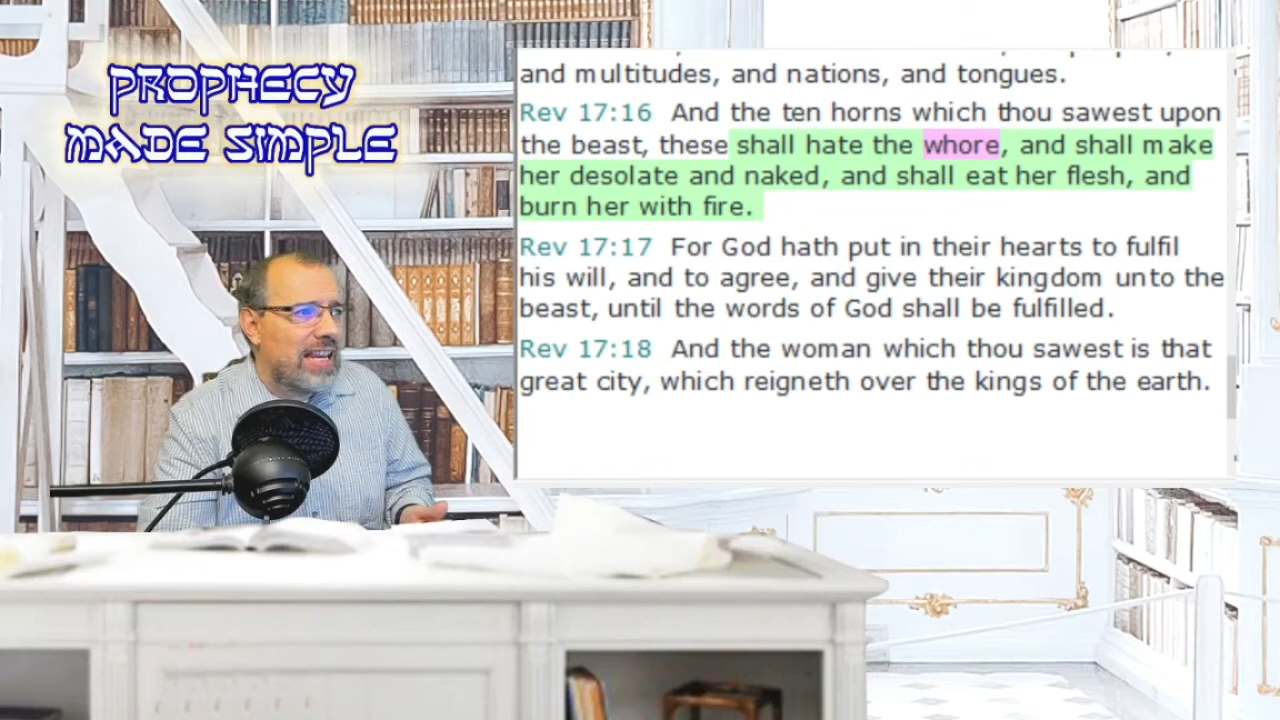 PROPHECY
MADE SIMPLE
and multitudes, and nations, and tongues.
Rev 17:16 And the ten horns which thou sawest upon
the beast, these shall hate the whore, and shall make
her desolate and naked, and shall eat her flesh, and
burn her with fire.
Rev 17:17 For God hath put in their hearts to fulfil
his will, and to agree, and give their kingdom unto the
beast, until the words of God shall be fulfilled.
Rev 17:18 And the woman which thou sawest is that
great city, which reigneth over the kings of the earth.